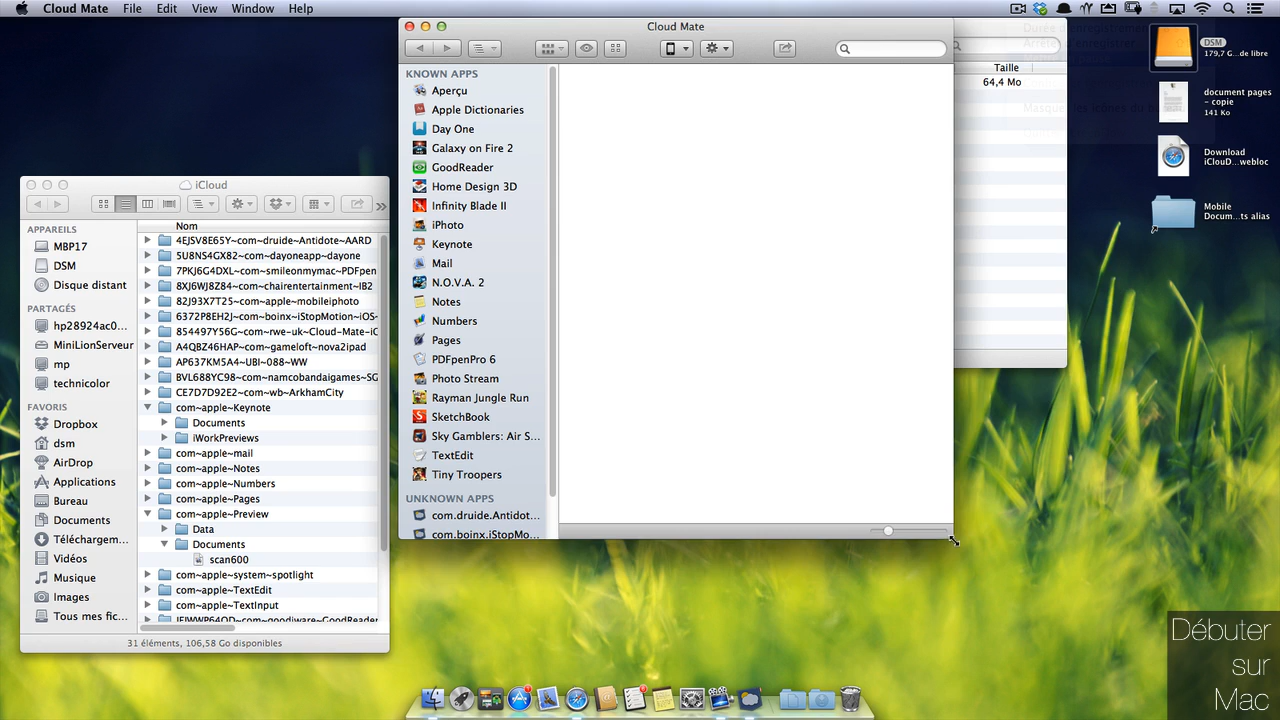 Cloud Mate File Edit View Window Help
Cloud Mate
KNOWN APPS
Aperçu
Apple Dictionaries
Day One
Galaxy on Fire 2
GoodReader
Home Design 3D
Infinity Blade II
iPhoto
Keynote
Mail
N.O.V.A. 2
Notes
Numbers
Pages
PDFpenPro 6
Photo Stream
Rayman Jungle Run
SketchBook
Sky Gamblers: Air S...
TextEdit
Tiny Troopers
UNKNOWN APPS
com.druide.Antidot...
com.boinx.iStopMo...
Taille
64,4 Mo
DSM
179,7 G...de libre
document pages
- copie
141 Ko
Download
iClouD...webloc
Mobile
Docum...ts alias
iCloud
APPAREILS
MBP17
DSM
Disque distant
PARTAGÉS
hp28924ac0...
MiniLionServeur
mp
technicolor
FAVORIS
Dropbox
dsm
AirDrop
Applications
Bureau
Documents
Téléchargem...
Vidéos
Musique
Images
Tous mes fic...
Nom
4EJSV8E65Y~com~druide~Antidote~AARD
5U8NS4GX82~com~dayoneapp~dayone
7PKJ6G4DXL~com~smileonmymac~PDFpen
8XJ6WJ8Z84~com~chairentertainment~IB2
82J93X7T25~com~apple~mobileiphoto
6372P8EH2J~com~boinx~iStopMotion~iOS-
854497Y56G~com~rwe-uk~Cloud-Mate-iC
A4QBZ46HAP~com~gameloft~nova2ipad
AP637KM5A4~UBI-088~WW
BVL688YC98~com~namcobandaigames~SG
CE7D7D92E2~com~wb~ArkhamCity
com~apple~Keynote
Documents
iWorkPreviews
com~apple~mail
com~apple~Notes
com~apple~Numbers
com~apple~Pages
com~apple~Preview
Data
Documents
scan600
com~apple~system~spotlight
com~apple~TextEdit
com~apple~TextInput
31 éléments, 106,58 Go disponibles
Débuter
sur
Mac